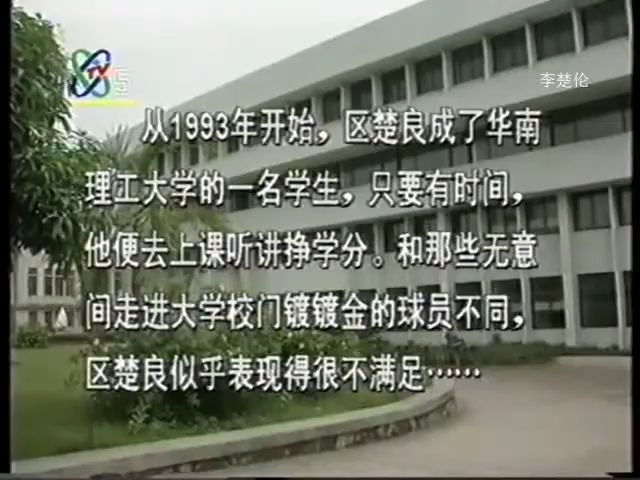 TV5
李楚伦
从1993年开始，区楚良成了华南
理工大学的一名学生，只要有时间，
他便去上课听讲挣学分。和那些无意
间走进大学校门镀镀金的球员不同，
区楚良似乎表现得很不满足……